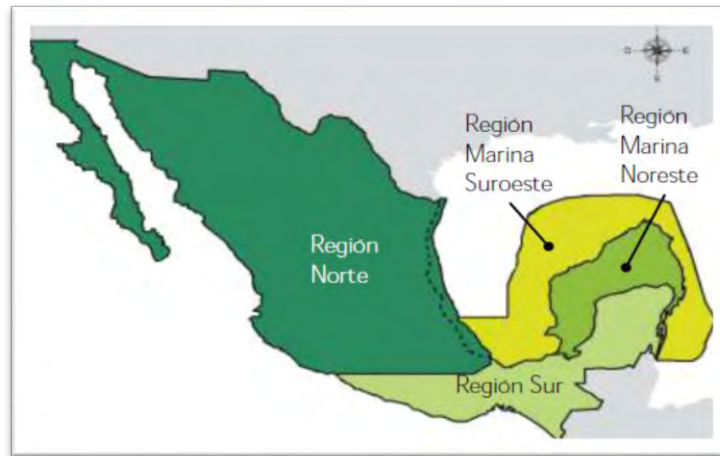 Región
Marina
Suroeste
Región
Marina
Noreste
Región
Norte
Región Sur